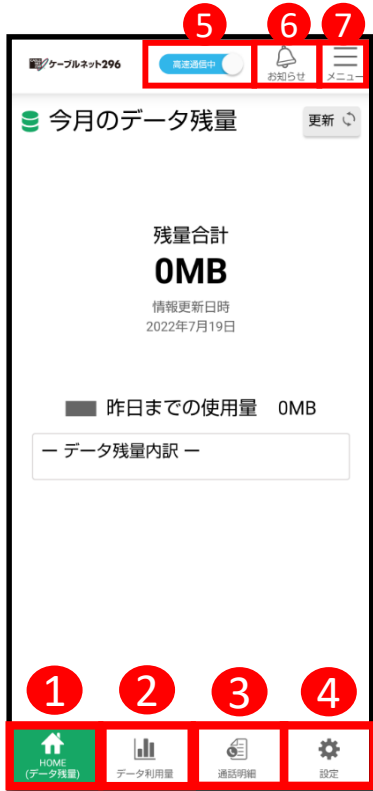 5
6
7
ケーブルネット296
高速通信中
お知らせ
メニュー
今月のデータ残量
更新
残量合計
0MB
情報更新日時
2022年7月19日
昨日までの使用量 0MB
ー データ残量内訳 ー
1
2
3
4
HOME
(データ残量)
データ利用量
通話明細
設定